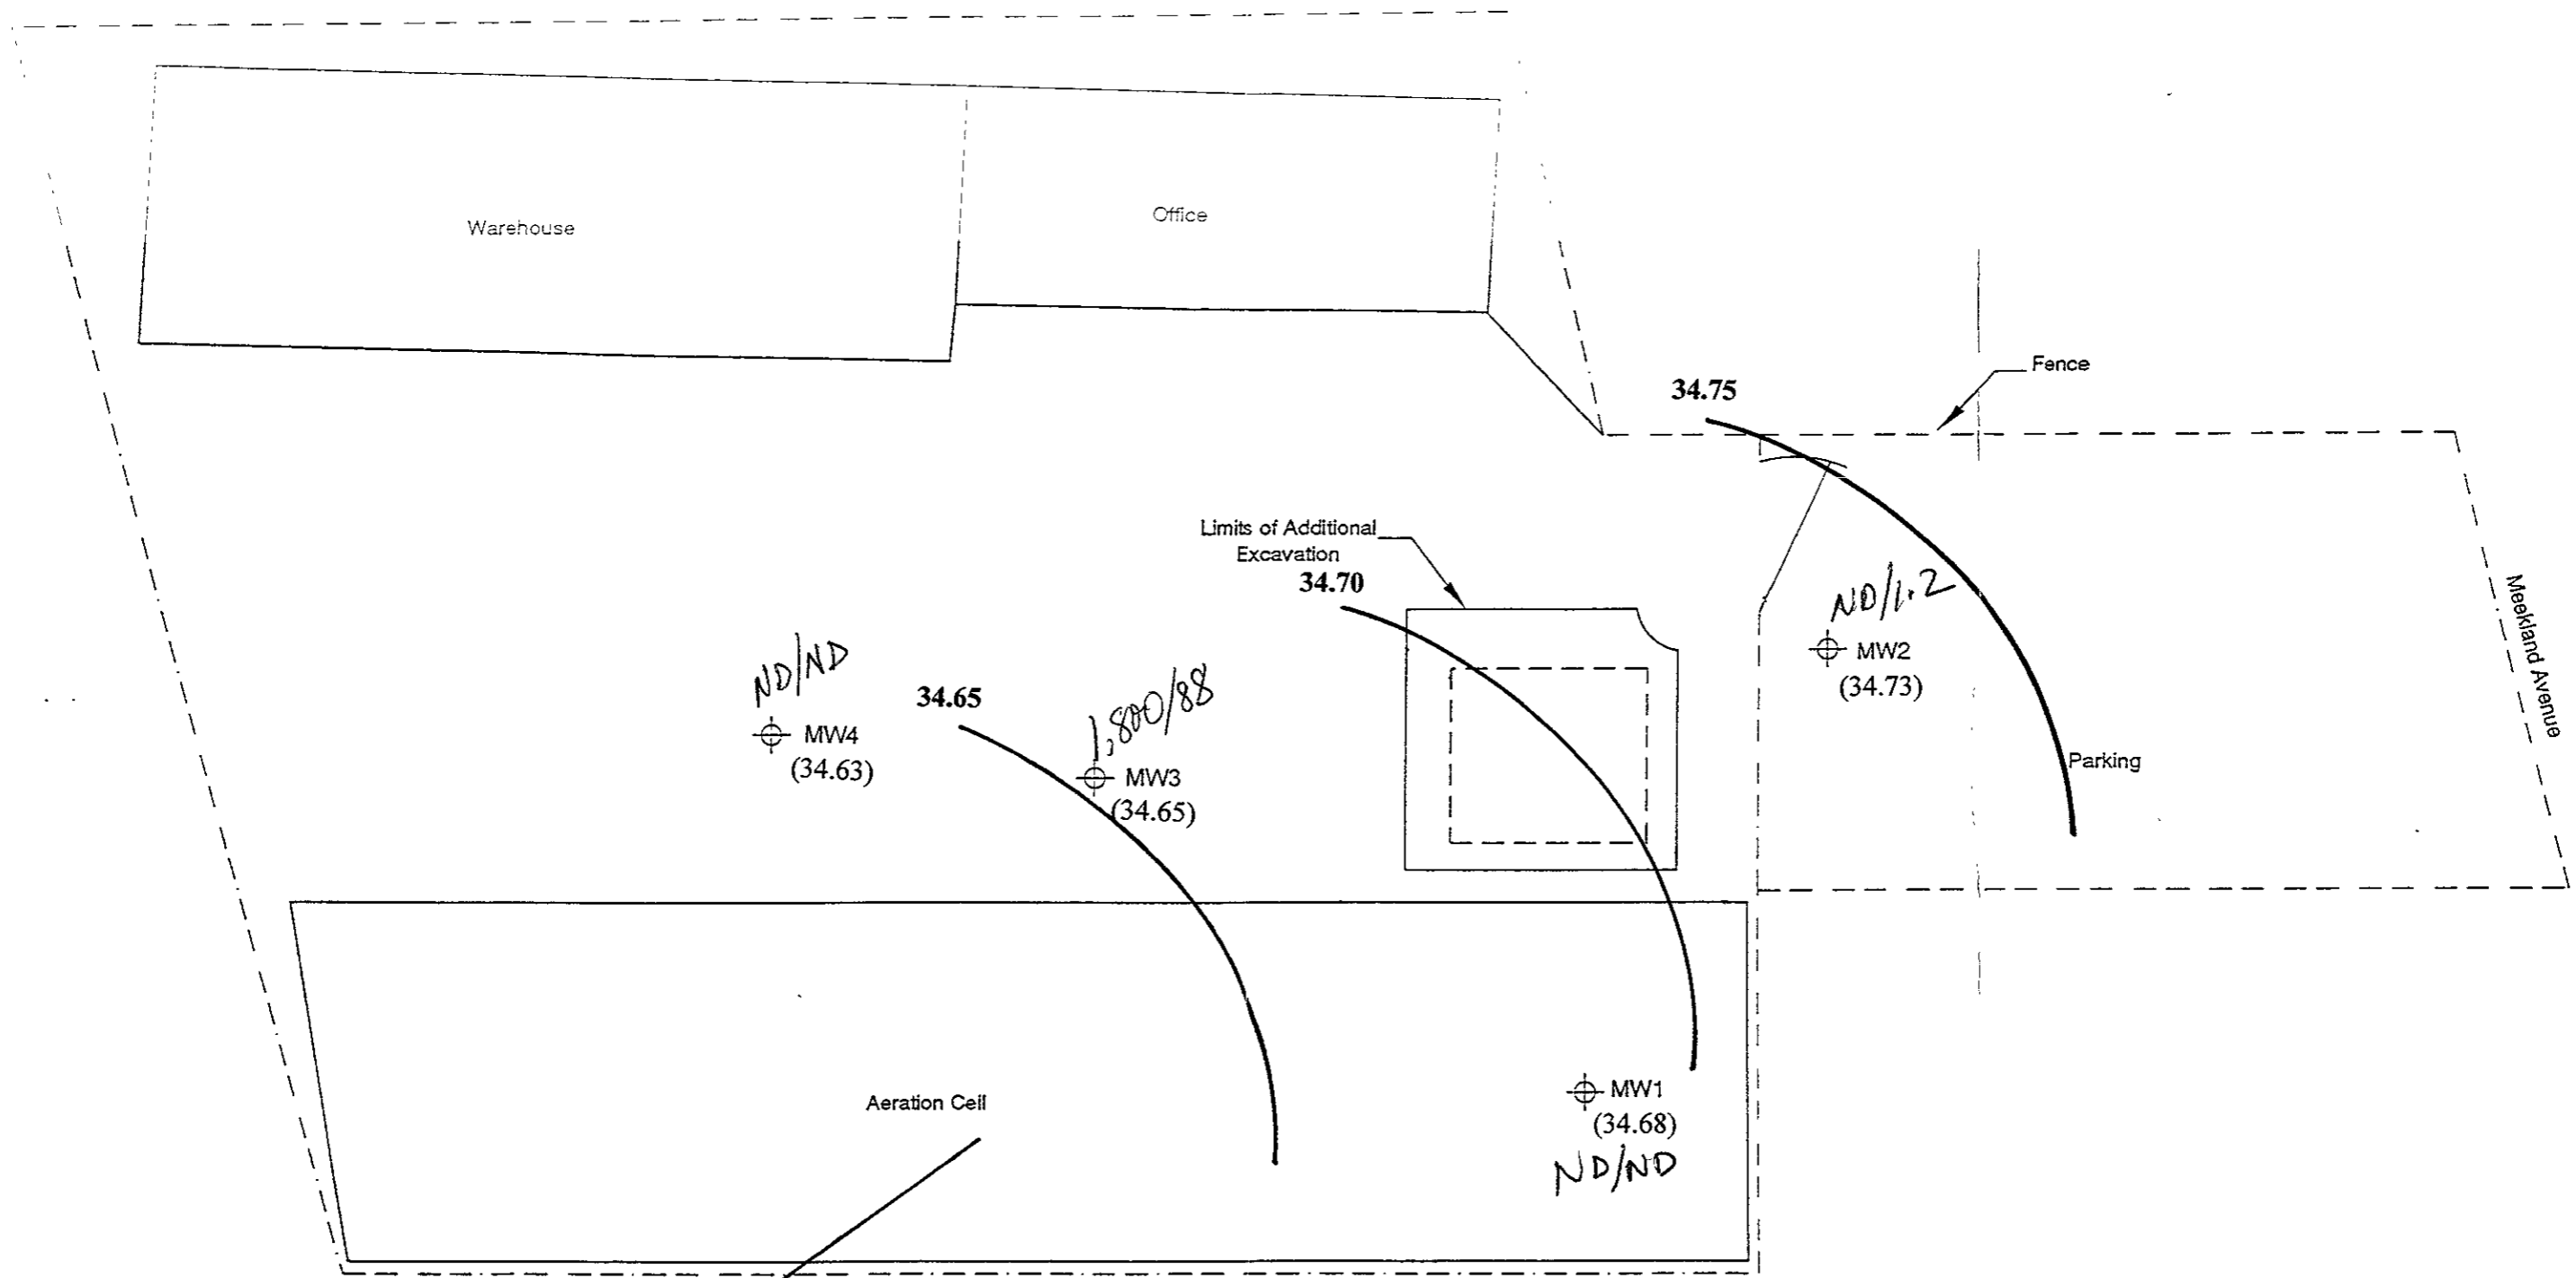 Warehouse
Office
Fence
34.75
Limits of Additional
Excavation
34.70
ND/1.2
MW2
(34.73)
Meekland Avenue
Parking
ND/ND
MW4
(34.63)
34.65
1,800/88
MW3
(34.65)
Aeration Cell
MW1
(34.68)
ND/ND